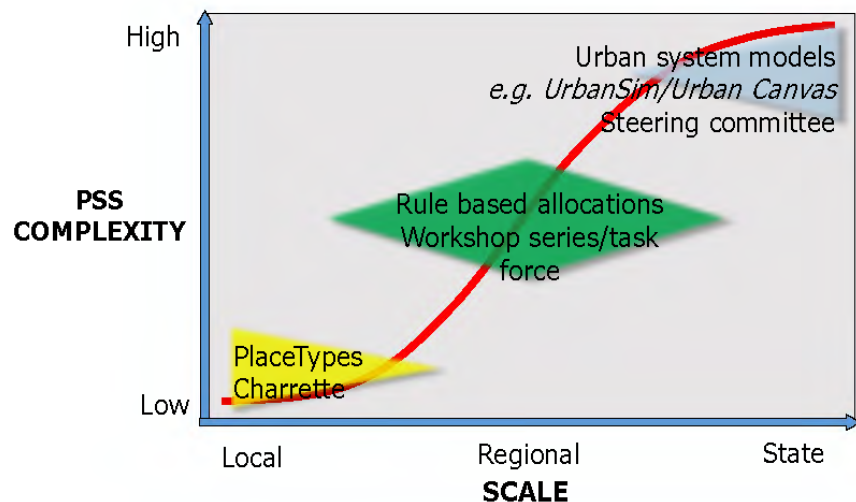 High
Urban system models
e.g. UrbanSim/Urban Canvas
Steering committee
PSS
COMPLEXITY
Rule based allocations
Workshop series/task
force
PlaceTypes
Charrette
Low
Local
Regional
State
SCALE